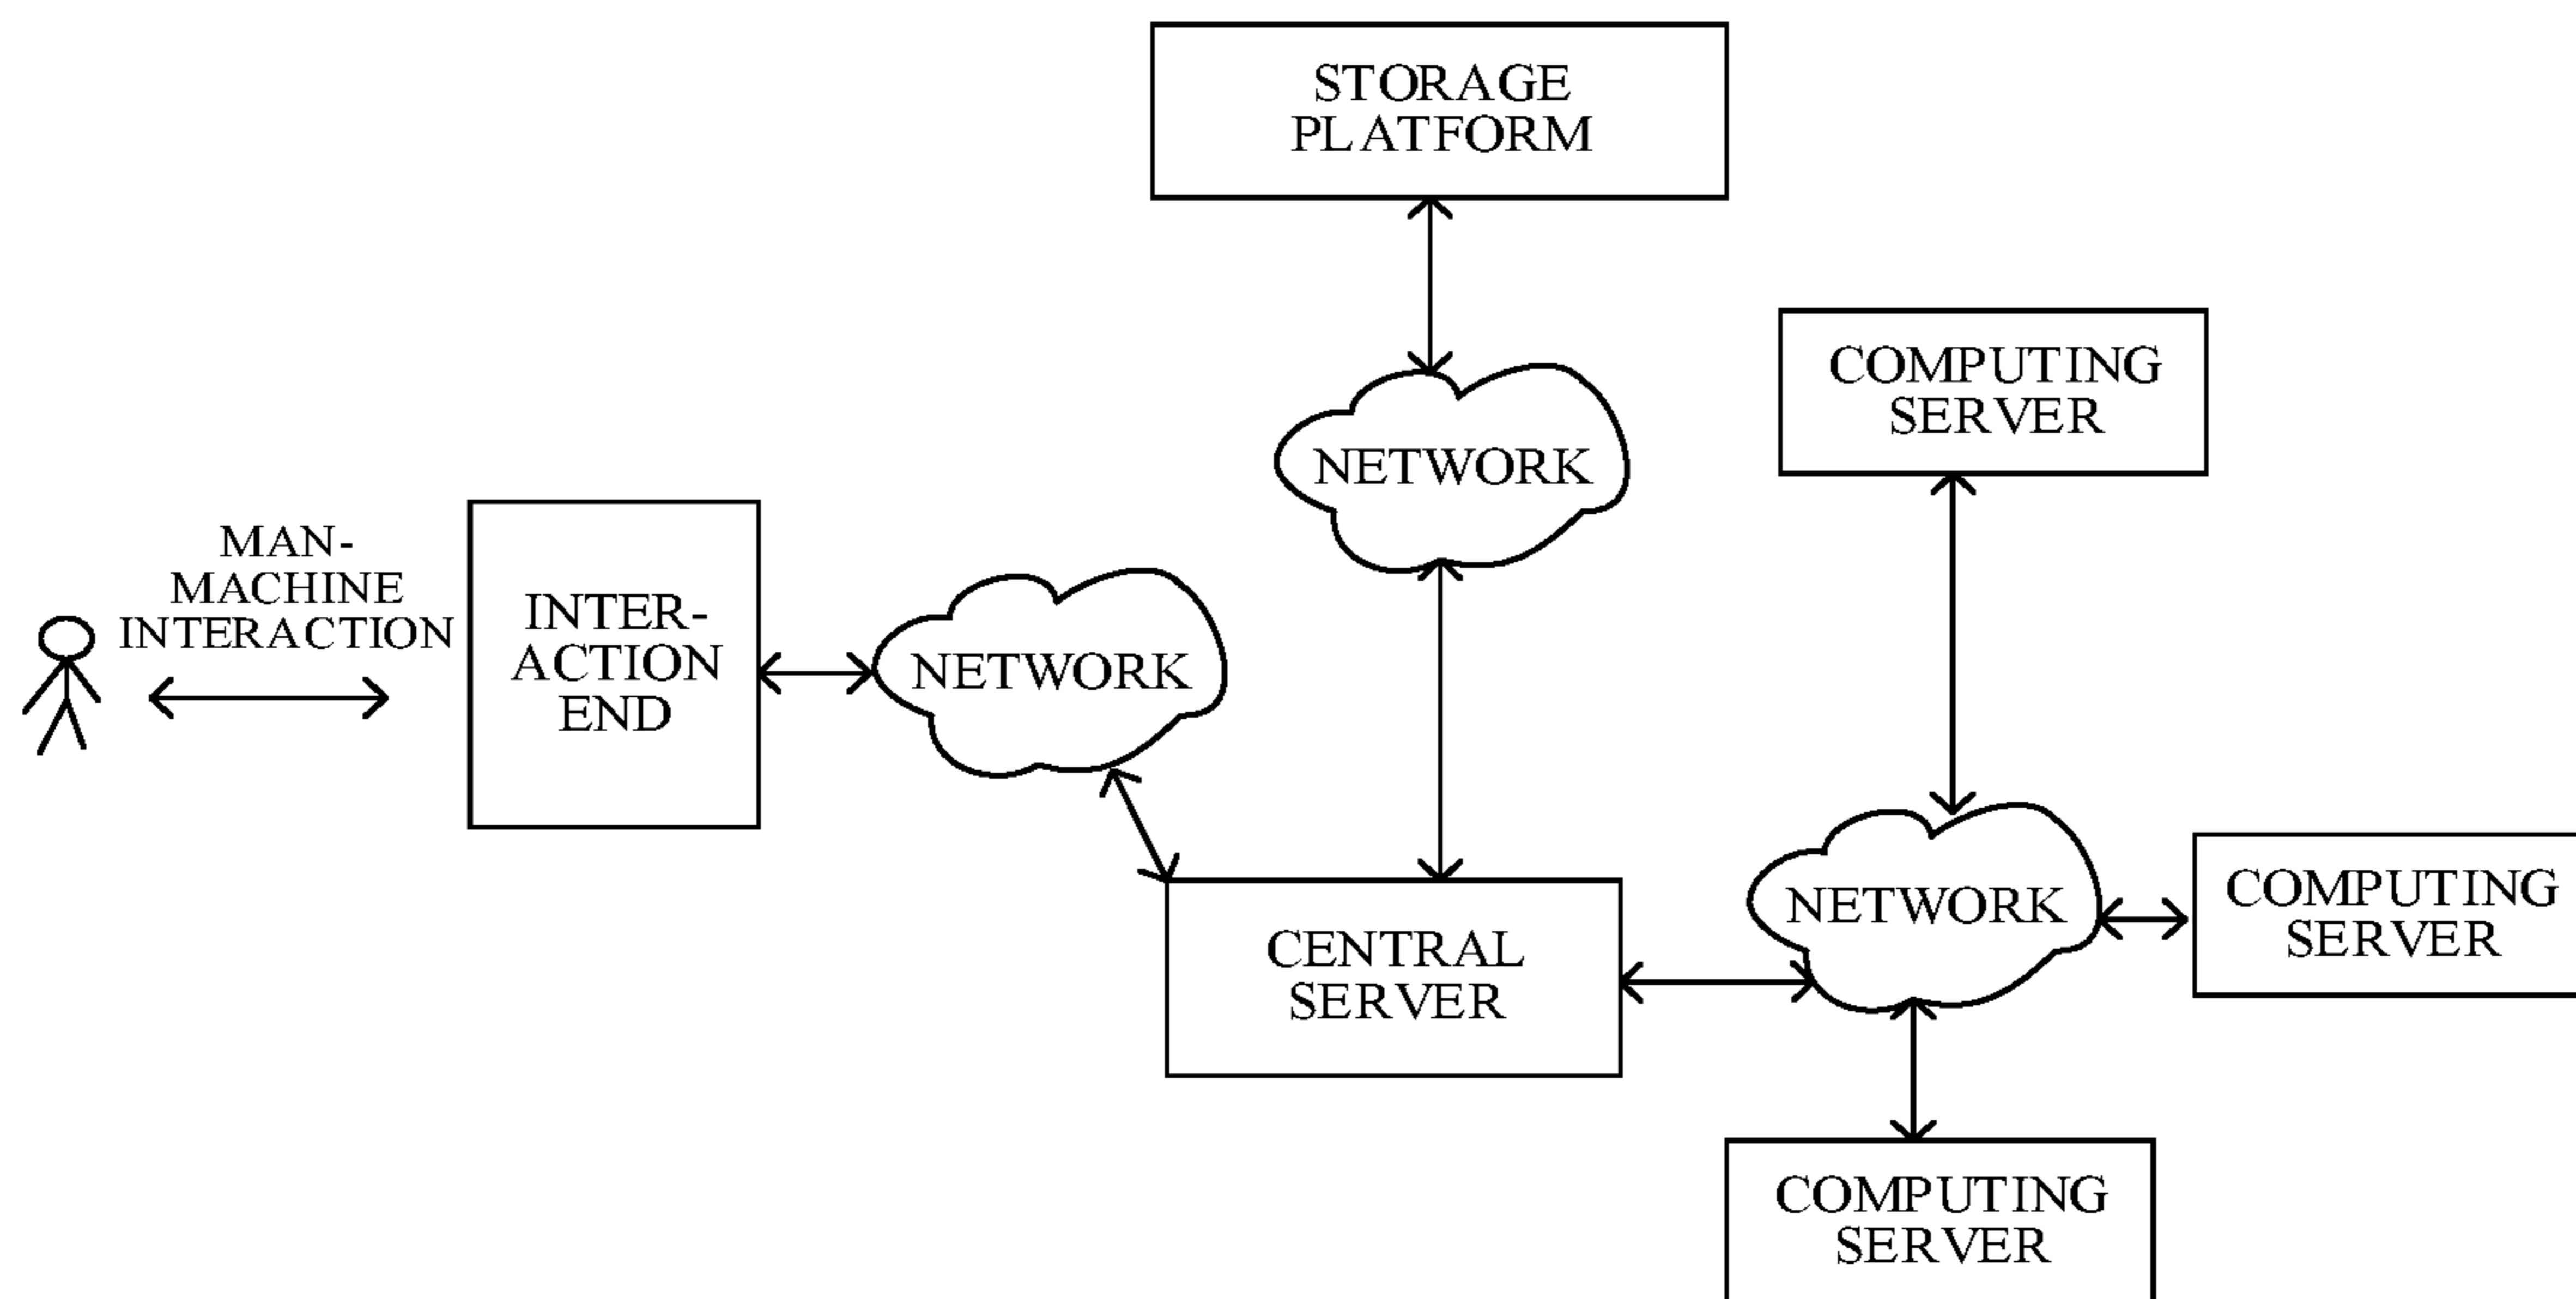 STORAGE
PLATFORM
COMPUTING
SERVER
NETWORK
MAN-
MACHINE
INTERACTION
INTER-
ACTION
END
NETWORK
NETWORK
COMPUTING
SERVER
CENTRAL
SERVER
COMPUTING
SERVER